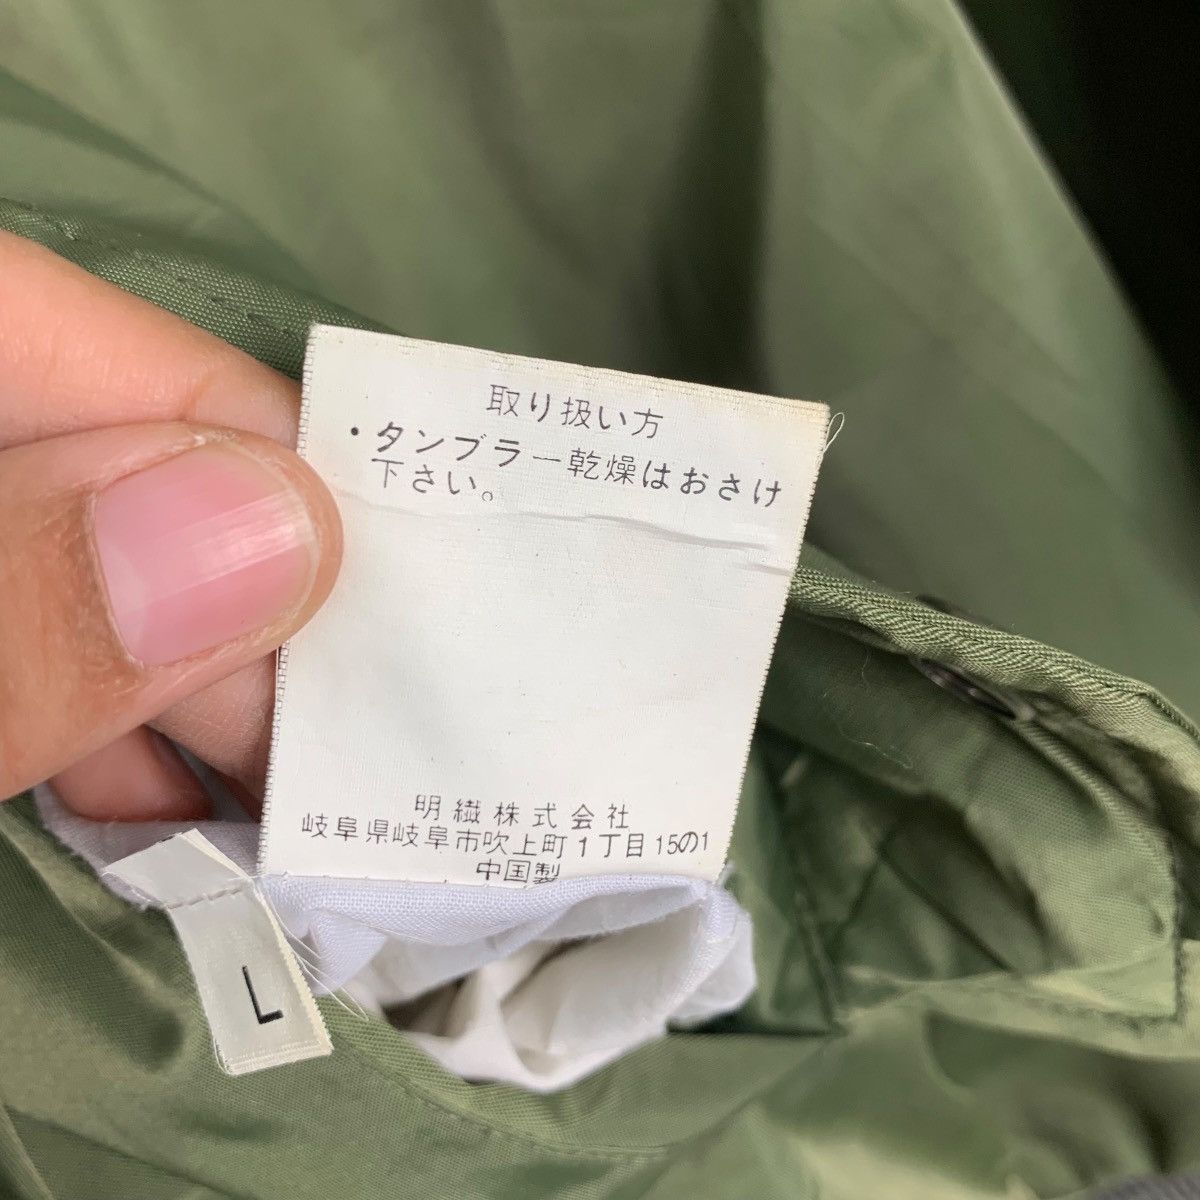 取り扱い方
・タンブラー乾燥はおさけ
下さい。
明繊株式会社
岐阜県岐阜市吹上町1丁目15の1
中国製
L